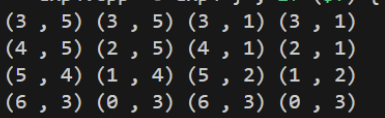 (3 , 5) (3 , 5) (3 , 1) (3 , 1)
(4 , 5) (2 , 5) (4 , 1) (2 , 1)
(5 , 4) (1 , 4) (5 , 2) (1 , 2)
(6 , 3) (0 , 3) (6 , 3) (0 , 3)